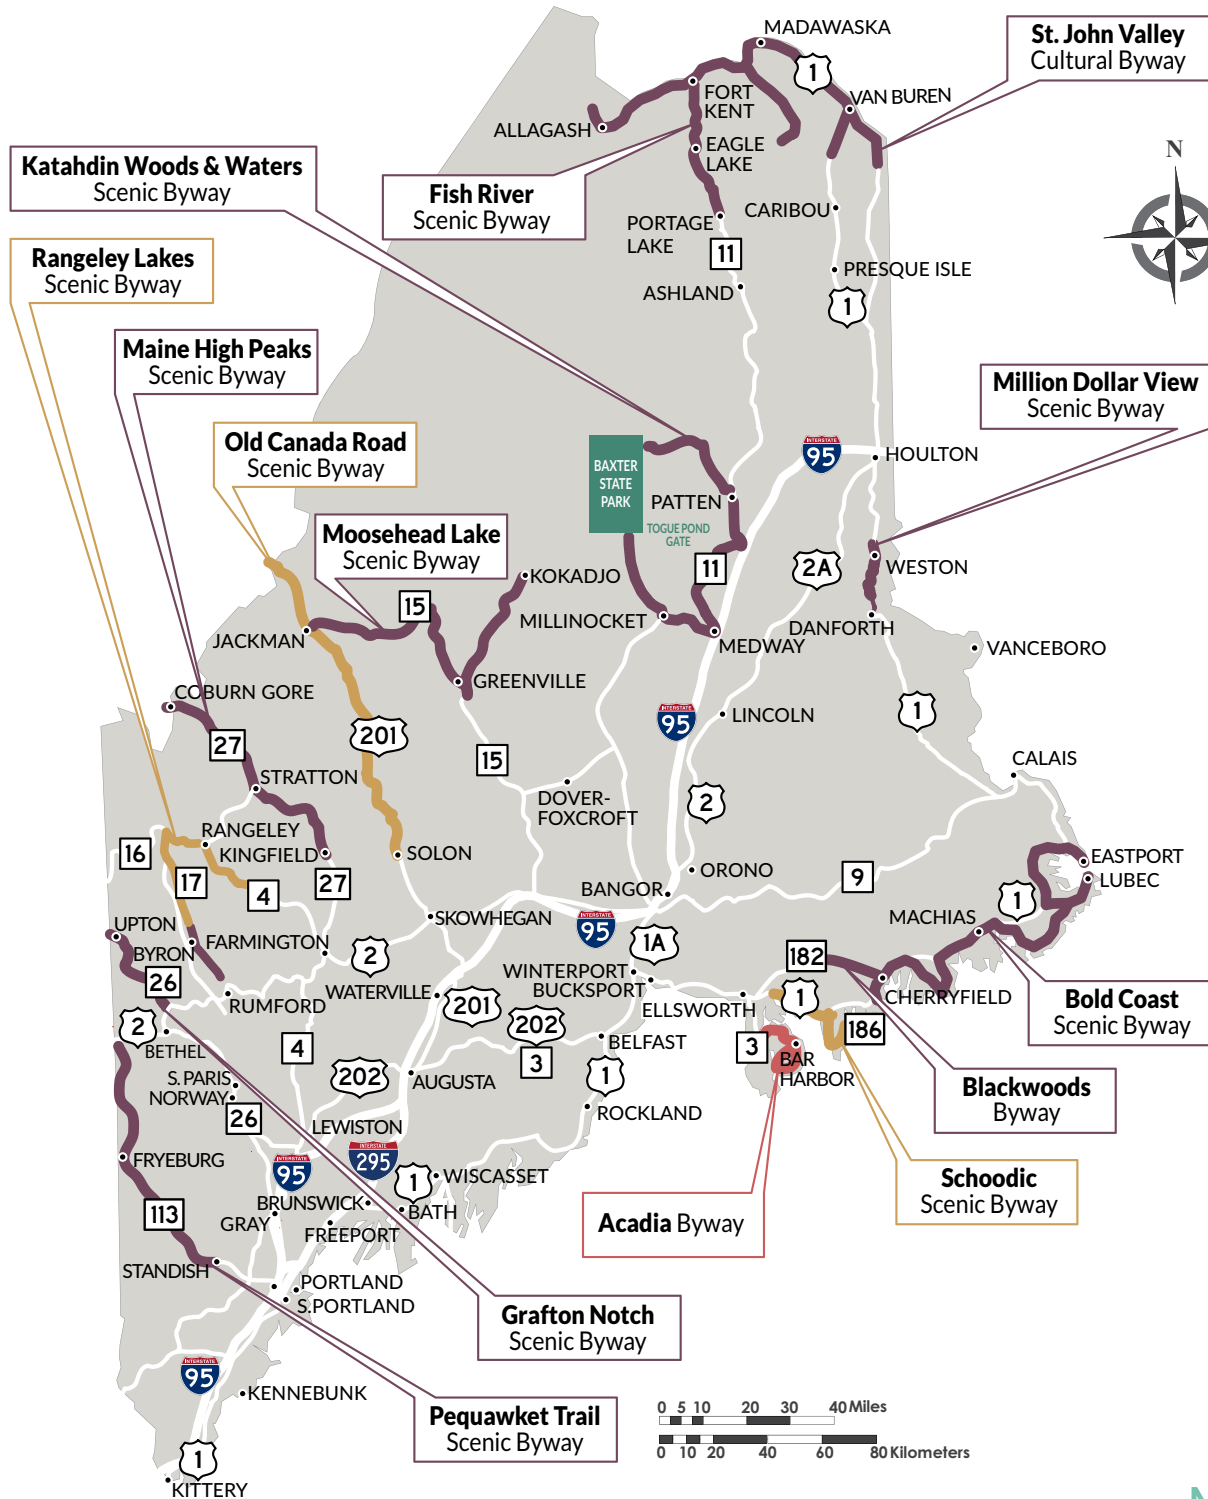 MADAWASKA
St. John Valley
Cultural Byway
1
VAN BUREN
FORT
KENT
ALLAGASH
EAGLE
LAKE
N
Katahdin Woods & Waters
Scenic Byway
Fish River
Scenic Byway
PORTAGE
LAKE
CARIBOU
11
Rangeley Lakes
Scenic Byway
PRESQUE ISLE
ASHLAND
1
Maine High Peaks
Scenic Byway
Million Dollar View
Scenic Byway
Old Canada Road
Scenic Byway
INTERSTATE
95
HOULTON
BAXTER
STATE
PARK
PATTEN
TOGUE POND
GATE
Moosehead Lake
Scenic Byway
11
2A
WESTON
KOKADJO
15
MILLINOCKET
DANFORTH
JACKMAN
MEDWAY
VANCEBORO
GREENVILLE
COBURN GORE
INTERSTATE
95
LINCOLN
1
27
201
15
CALAIS
STRATTON
DOVER-
FOXCROFT
2
RANGELEY
KINGFIELD
16
SOLON
EASTPORT
LUBEC
ORONO
17
4
27
9
BANGOR
1
SKOWHEGAN
MACHIAS
UPTON
BYRON
FARMINGTON
2
INTERSTATE
95
1A
182
26
WINTERPORT
BUCKSPORT
CHERRYFIELD
Bold Coast
Scenic Byway
RUMFORD
WATERVILLE
201
ELLSWORTH
1
2
BETHEL
202
3
186
4
BELFAST
3
BAR
HARBOR
S. PARIS
NORWAY
202
AUGUSTA
1
Blackwoods
Byway
26
ROCKLAND
LEWISTON
FRYEBURG
INTERSTATE
95
INTERSTATE
295
WISCASSET
1
Schoodic
Scenic Byway
113
BRUNSWICK
BATH
GRAY
FREEPORT
Acadia Byway
STANDISH
PORTLAND
S.PORTLAND
Grafton Notch
Scenic Byway
INTERSTATE
95
KENNEBUNK
Pequawket Trail
Scenic Byway
0 5 10 20 30 40 Miles
0 10 20 40 60 80 Kilometers
1
KITTERY